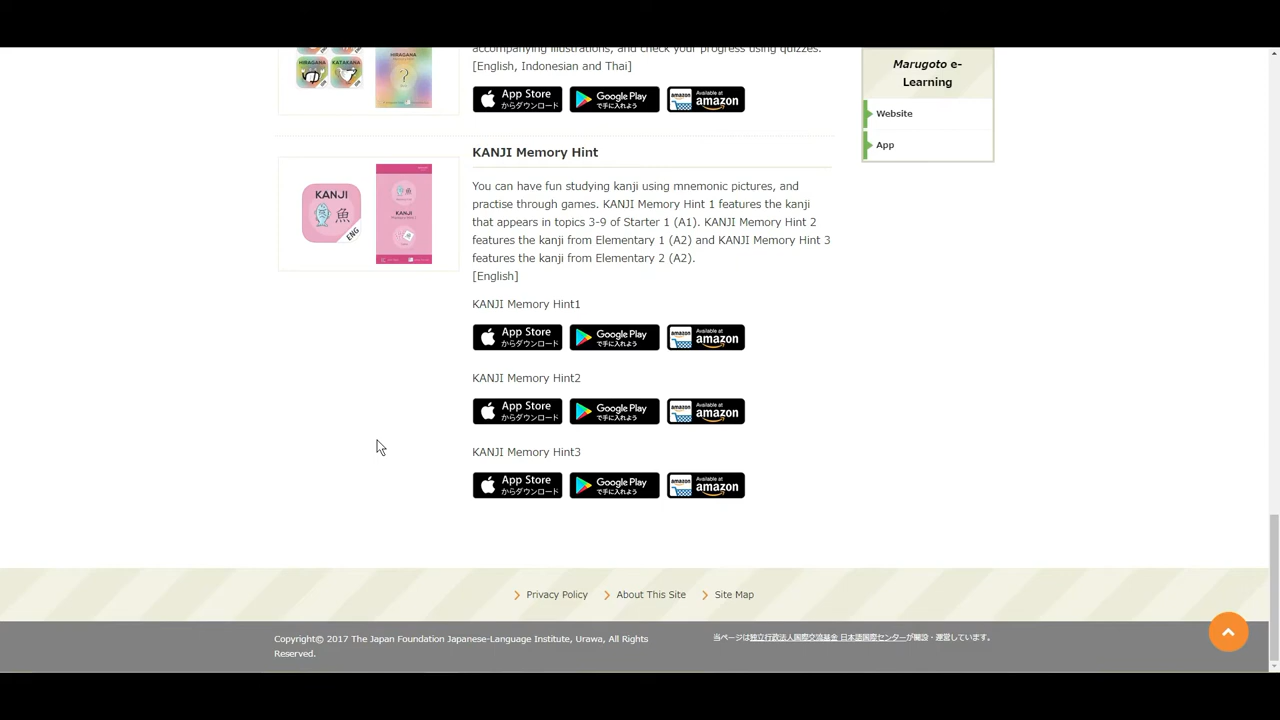 accompanying illustrations, and check your progress using quizzes.
[English, Indonesian and Thai]
HIRAGANA
KATAKANA
HIRAGANA
?
App Store
からダウンロード
Google Play
で手に入れよう
amazon
Available at
amazon
Marugoto e-
Learning
Website
App
KANJI Memory Hint
KANJI
魚
ENG
魚
KANJI
You can have fun studying kanji using mnemonic pictures, and
practise through games. KANJI Memory Hint 1 features the kanji
that appears in topics 3-9 of Starter 1 (A1). KANJI Memory Hint 2
features the kanji from Elementary 1 (A2) and KANJI Memory Hint 3
features the kanji from Elementary 2 (A2).
[English]
KANJI Memory Hint1
App Store
からダウンロード
Google Play
で手に入れよう
amazon
Available at
amazon
KANJI Memory Hint2
App Store
からダウンロード
Google Play
で手に入れよう
amazon
Available at
amazon
KANJI Memory Hint3
App Store
からダウンロード
Google Play
で手に入れよう
amazon
Available at
amazon
Privacy Policy
About This Site
Site Map
Copyright© 2017 The Japan Foundation Japanese-Language Institute, Urawa, All Rights
Reserved.
当ページは独立行政法人国際交流基金 日本語国際センターが開設・運営しています。